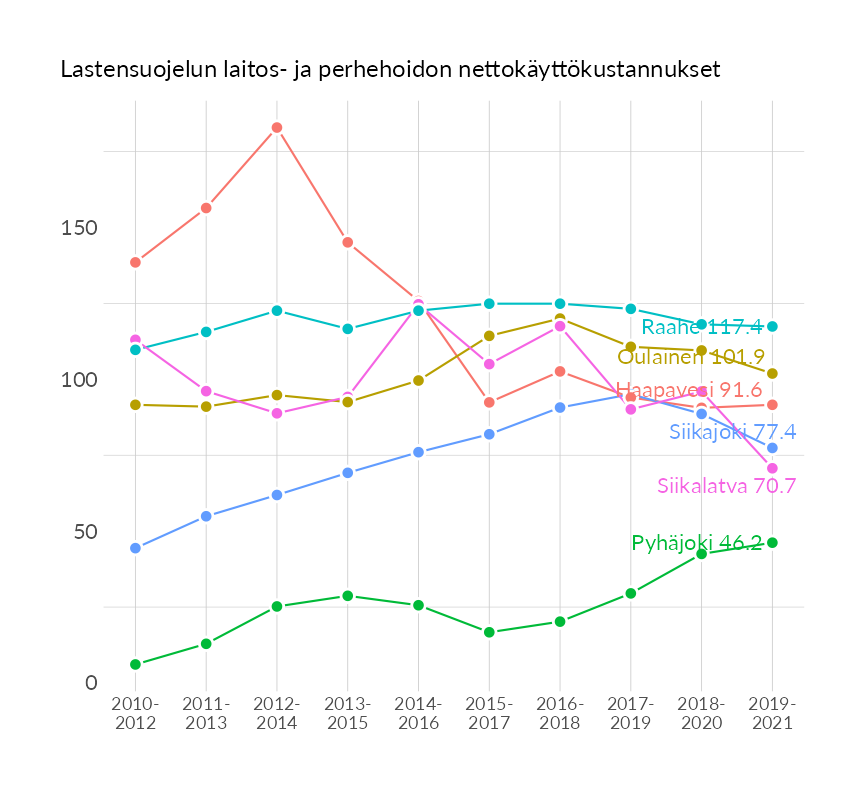 Lastensuojelun laitos- ja perhehoidon nettokäyttökustannukset
150
100
50
0
Raahe 117.4
Oulainen 101.9
Haapavesi 91.6
Siikajoki 77.4
Siikalatva 70.7
Pyhäjoki 46.2
2010- 2011- 2012- 2013- 2014- 2015- 2016- 2017- 2018- 2019-
2012 2013 2014 2015 2016 2017 2018 2019 2020 2021